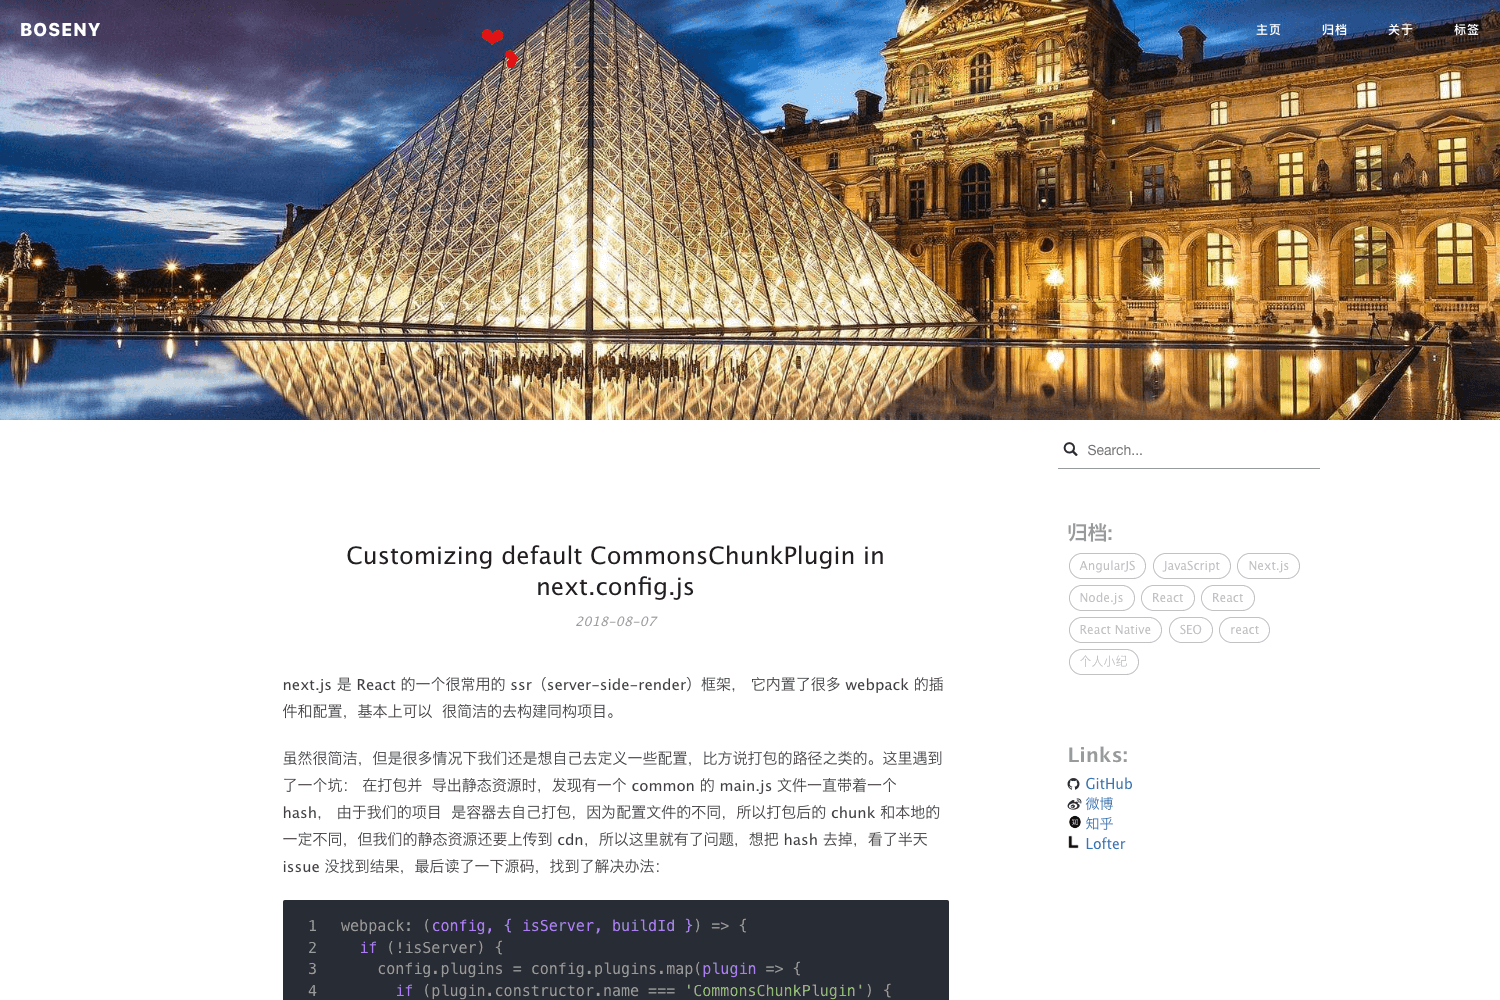 BOSENY
主页 归档 关于 标签
Search...
Customizing default CommonsChunkPlugin in
next.config.js
2018-08-07
next.js 是 React 的一个很常用的 ssr（server-side-render）框架， 它内置了很多 webpack 的插
件和配置，基本上可以 很简洁的去构建同构项目。
虽然很简洁，但是很多情况下我们还是想自己去定义一些配置，比方说打包的路径之类的。这里遇到
了一个坑： 在打包并 导出静态资源时，发现有一个 common 的 main.js 文件一直带着一个
hash， 由于我们的项目 是容器去自己打包，因为配置文件的不同，所以打包后的 chunk 和本地的
一定不同，但我们的静态资源还要上传到 cdn，所以这里就有了问题，想把 hash 去掉，看了半天
issue 没找到结果，最后读了一下源码，找到了解决办法：
1 webpack: (config, { isServer, buildId }) => {
2 if (!isServer) {
3 config.plugins = config.plugins.map(plugin => {
4 if (plugin.constructor.name === 'CommonsChunkPlugin') {
归档:
AngularJS JavaScript Next.js
Node.js React React
React Native SEO react
个人小纪
Links:
GitHub
微博
知乎
Lofter